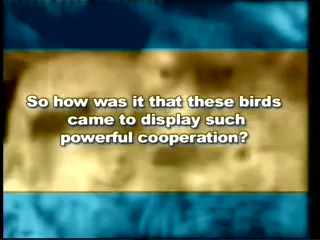 So how was it that these birds
came to display such
powerful cooperation?